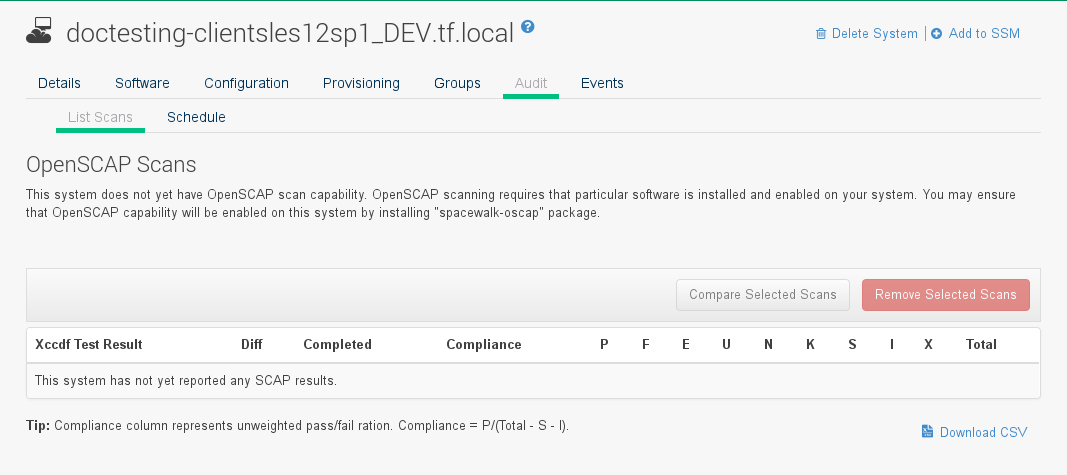 doctesting-clientsles12sp1_DEV.tf.local ?
Delete System | Add to SSM
Details Software Configuration Provisioning Groups Audit Events
List Scans Schedule
OpenSCAP Scans
This system does not yet have OpenSCAP scan capability. OpenSCAP scanning requires that particular software is installed and enabled on your system. You may ensure
that OpenSCAP capability will be enabled on this system by installing "spacewalk-oscap" package.
Compare Selected Scans Remove Selected Scans
Xccdf Test Result Diff Completed Compliance P F E U N K S I X Total
This system has not yet reported any SCAP results.
Tip: Compliance column represents unweighted pass/fail ration. Compliance = P/(Total - S - I).
Download CSV